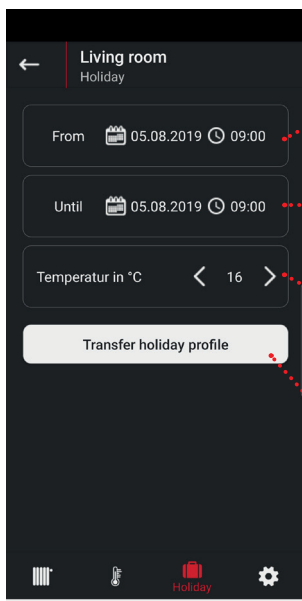 Living room
Holiday
From 05.08.2019 09:00
Until 05.08.2019 09:00
Temperatur in °C 16
Transfer holiday profile
Holiday